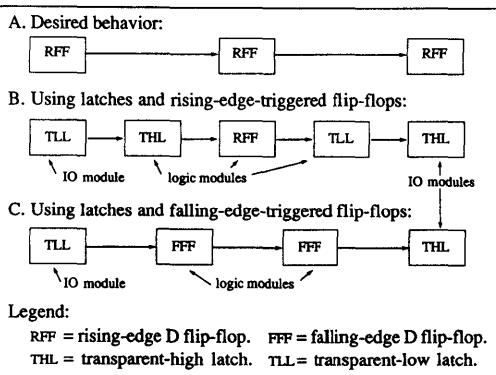 A. Desired behavior:
RFF RFF RFF
B. Using latches and rising-edge-triggered flip-flops:
TLL THL RFF TLL THL
IO module logic modules IO modules
C. Using latches and falling-edge-triggered flip-flops:
TLL FFF FFF THL
IO module logic modules
Legend:
RFF = rising-edge D flip-flop. FFF = falling-edge D flip-flop.
THL = transparent-high latch. TLL = transparent-low latch.